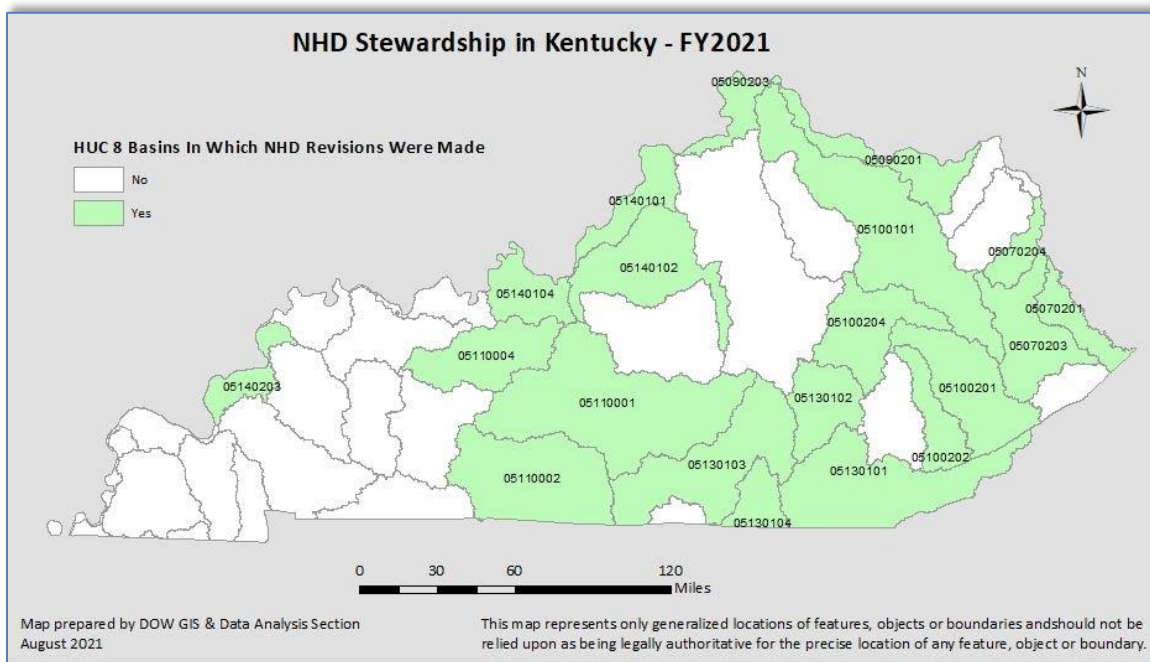 NHD Stewardship in Kentucky - FY2021
N
HUC 8 Basins In Which NHD Revisions Were Made
No
Yes
05090203
05090201
05140101
05100101
05140102
05070204
05140104
05070201
05100204
05070203
05110004
05140203
05100201
05110001
05130102
05100202
05130103
05130101
05110002
05130104
0 30 60 120
Miles
Map prepared by DOW GIS & Data Analysis Section
August 2021
This map represents only generalized locations of features, objects or boundaries andshould not be
relied upon as being legally authoritative for the precise location of any feature, object or boundary.